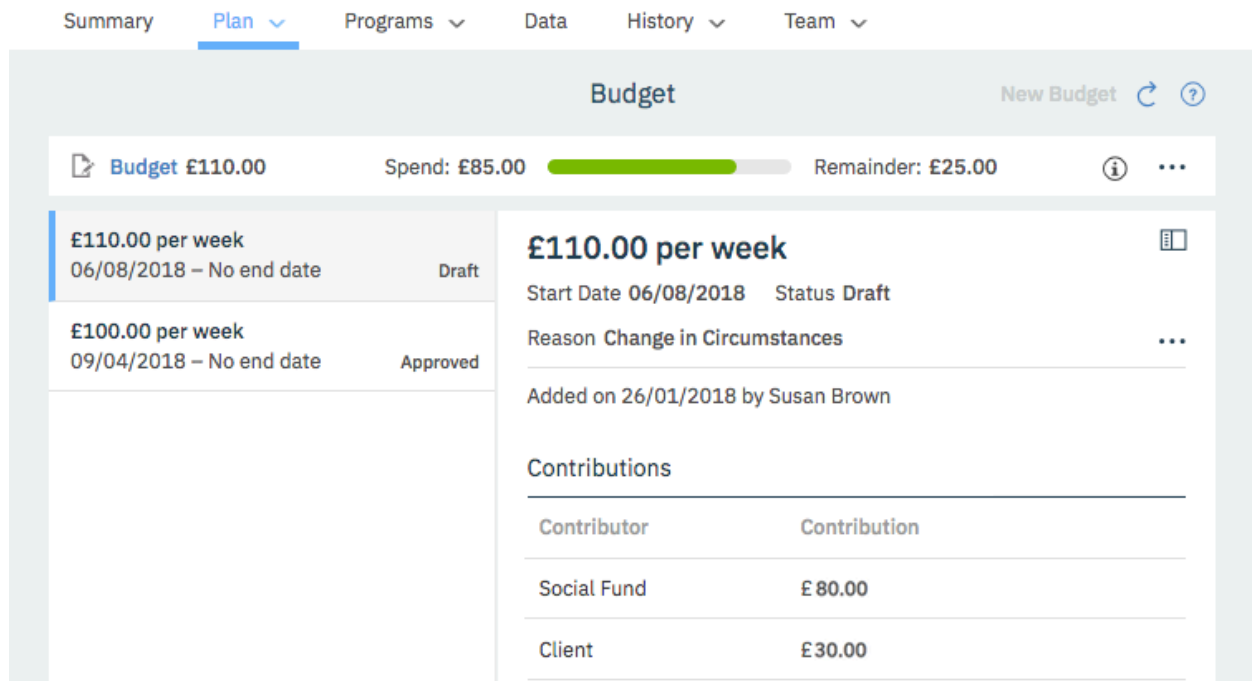 Summary Plan Programs Data History Team
Budget New Budget
Budget £110.00 Spend: £85.00 Remainder: £25.00
£110.00 per week
06/08/2018 – No end date Draft
£100.00 per week
09/04/2018 – No end date Approved
£110.00 per week
Start Date 06/08/2018 Status Draft
Reason Change in Circumstances
Added on 26/01/2018 by Susan Brown
Contributions
Contributor Contribution
Social Fund £80.00
Client £30.00